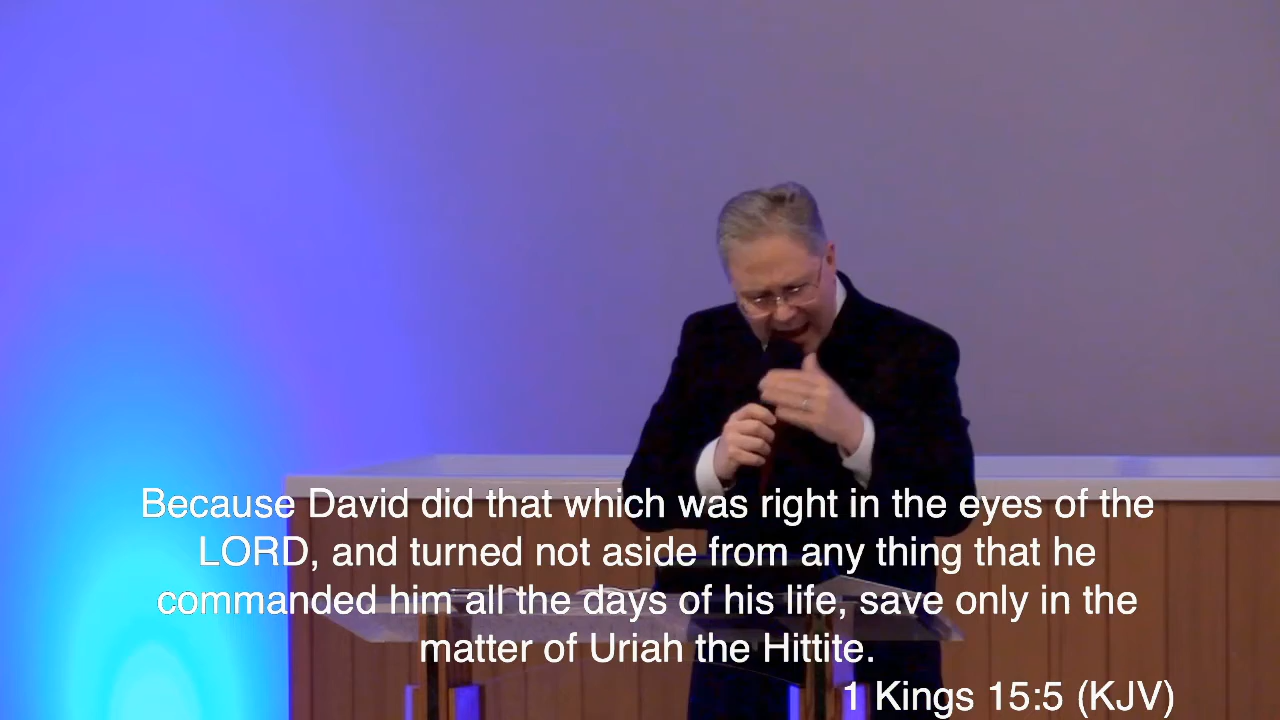 Because David did that which was right in the eyes of the
LORD, and turned not aside from any thing that he
commanded him all the days of his life, save only in the
matter of Uriah the Hittite.
1 Kings 15:5 (KJV)